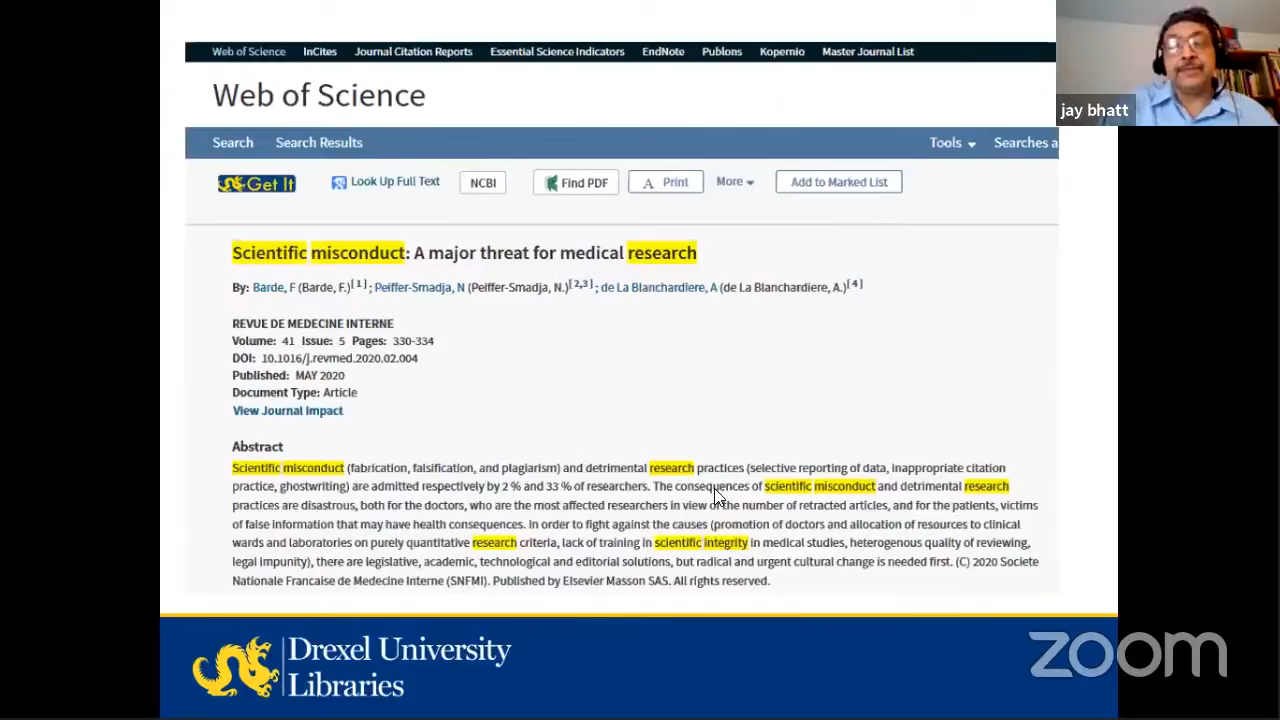 Web of Science InCites Journal Citation Reports Essential Science Indicators EndNote Publons Kopernio Master Journal List
jay bhatt
Web of Science
Search Search Results Tools Searches a
Get It Look Up Full Text NCBI Find PDF Print More Add to Marked List
Scientific misconduct: A major threat for medical research
By: Barde, F (Barde, F.)[1]; Peiffer-Smadja, N (Peiffer-Smadja, N.)[2,3]; de La Blanchardiere, A (de La Blanchardiere, A.)[4]
REVUE DE MEDECINE INTERNE
Volume: 41 Issue: 5 Pages: 330-334
DOI: 10.1016/j.revmed.2020.02.004
Published: MAY 2020
Document Type: Article
View Journal Impact
Abstract
Scientific misconduct (fabrication, falsification, and plagiarism) and detrimental research practices (selective reporting of data, inappropriate citation
practice, ghostwriting) are admitted respectively by 2 % and 33 % of researchers. The consequences of scientific misconduct and detrimental research
practices are disastrous, both for the doctors, who are the most affected researchers in view of the number of retracted articles, and for the patients, victims
of false information that may have health consequences. In order to fight against the causes (promotion of doctors and allocation of resources to clinical
wards and laboratories on purely quantitative research criteria, lack of training in scientific integrity in medical studies, heterogenous quality of reviewing,
legal impunity), there are legislative, academic, technological and editorial solutions, but radical and urgent cultural change is needed first. (C) 2020 Societe
Nationale Francaise de Medecine Interne (SNFMI). Published by Elsevier Masson SAS. All rights reserved.
Drexel University
Libraries
zoom